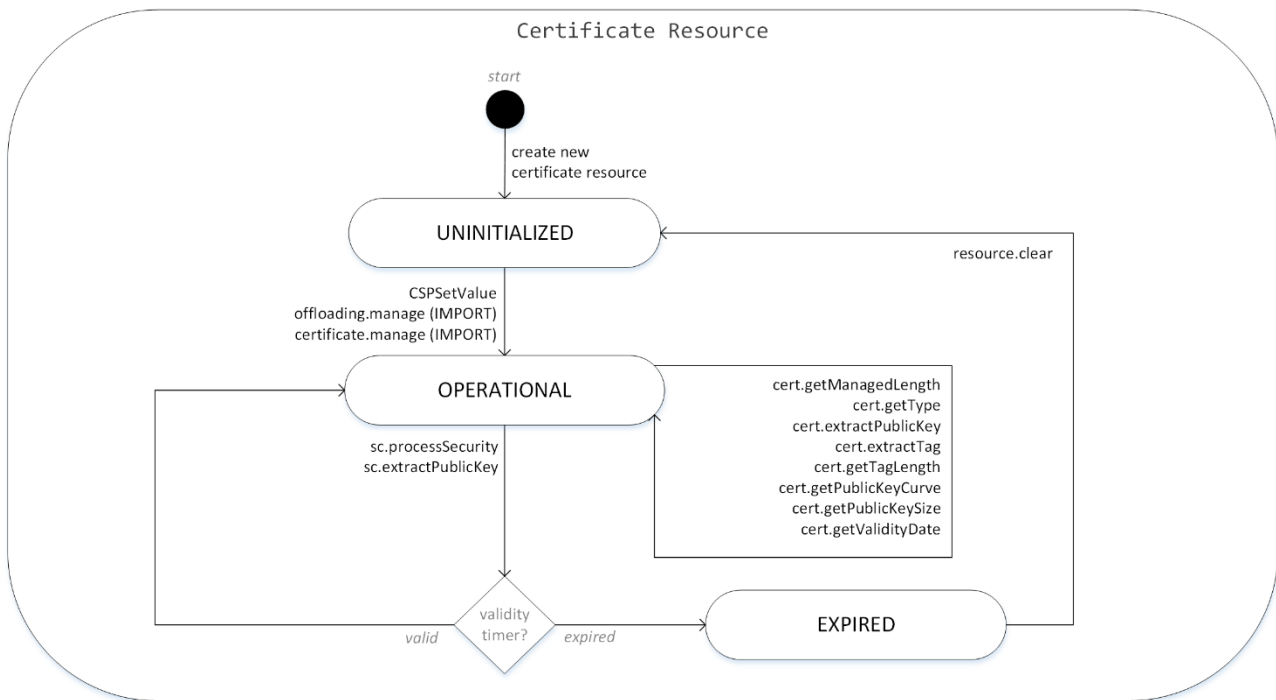 Certificate Resource
start
create new
certificate resource
UNINITIALIZED
resource.clear
CSPSetValue
offloading.manage (IMPORT)
certificate.manage (IMPORT)
OPERATIONAL
cert.getManagedLength
cert.getType
cert.extractPublicKey
cert.extractTag
cert.getTagLength
cert.getPublicKeyCurve
cert.getPublicKeySize
cert.getValidityDate
sc.processSecurity
sc.extractPublicKey
validity
timer?
valid
expired
EXPIRED